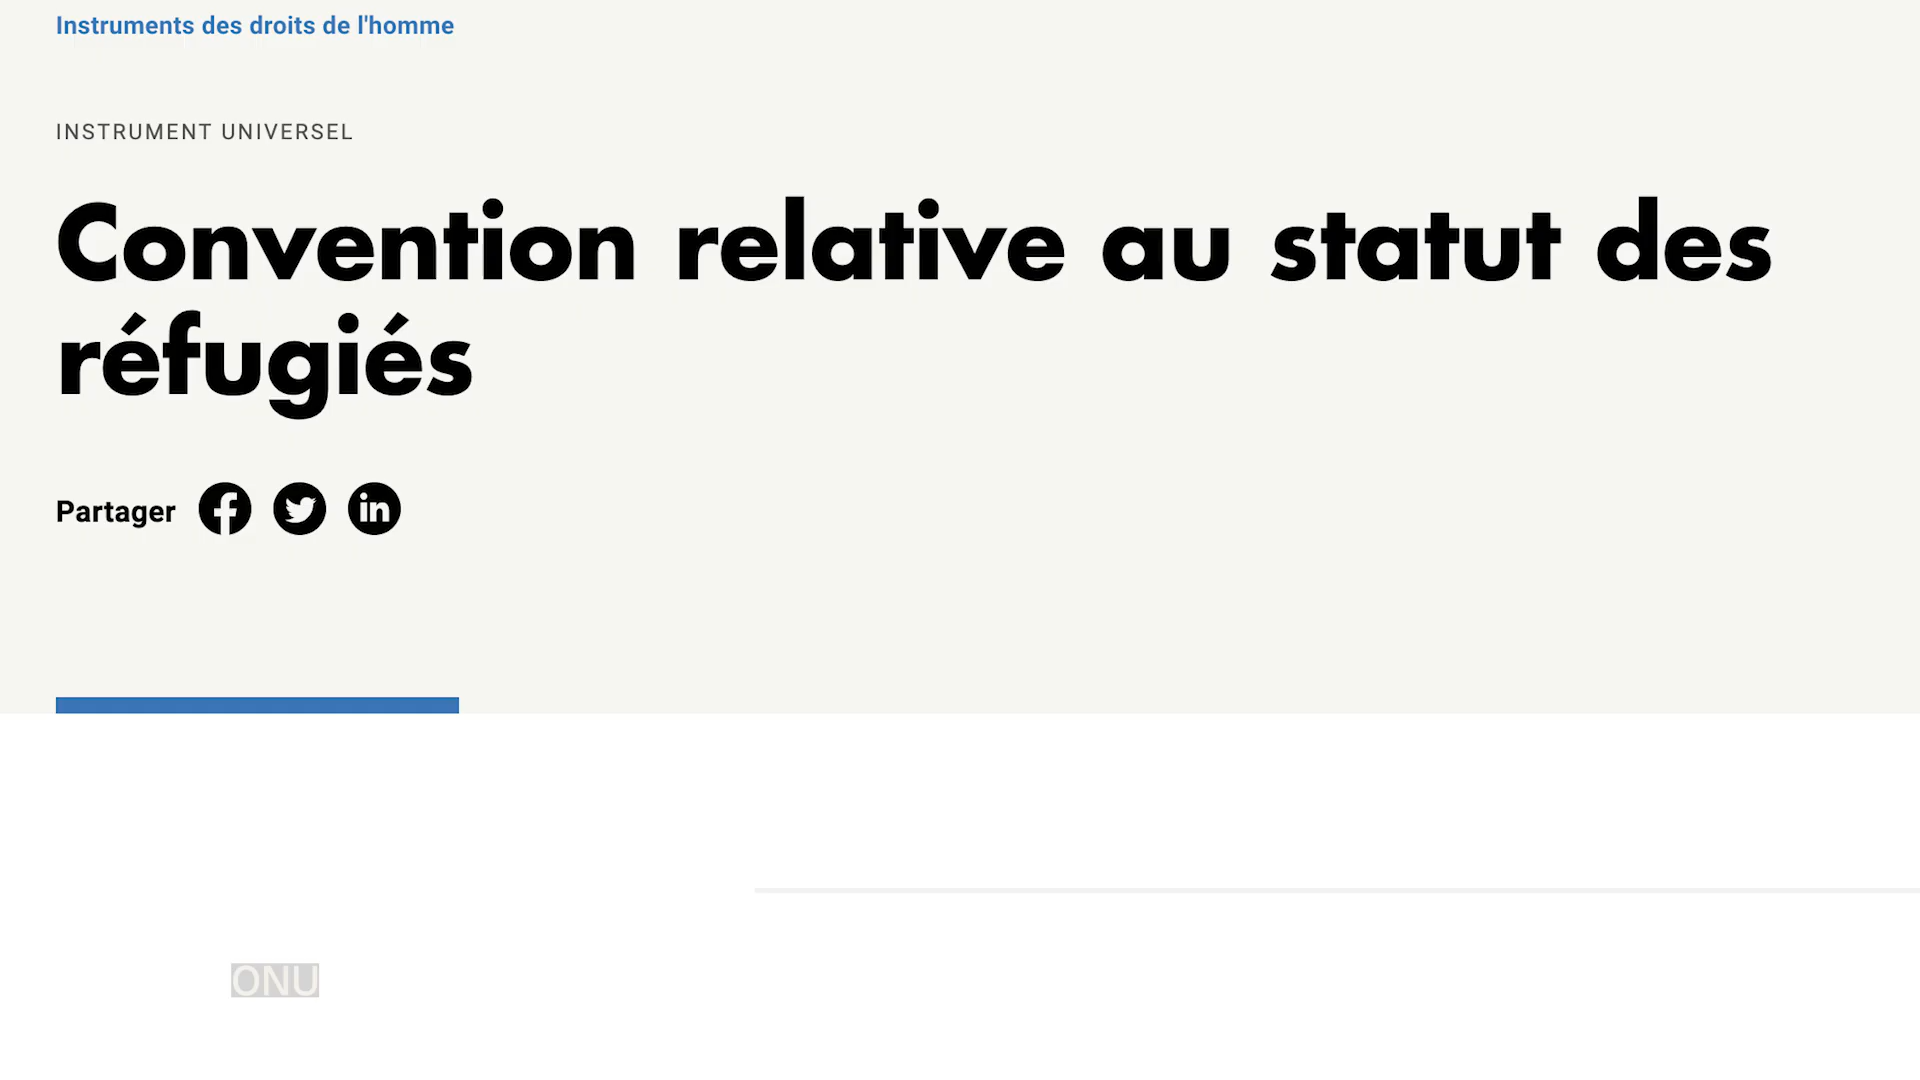 Instruments des droits de l'homme
INSTRUMENT UNIVERSEL
Convention relative au statut des
réfugiés
Partager
ONU